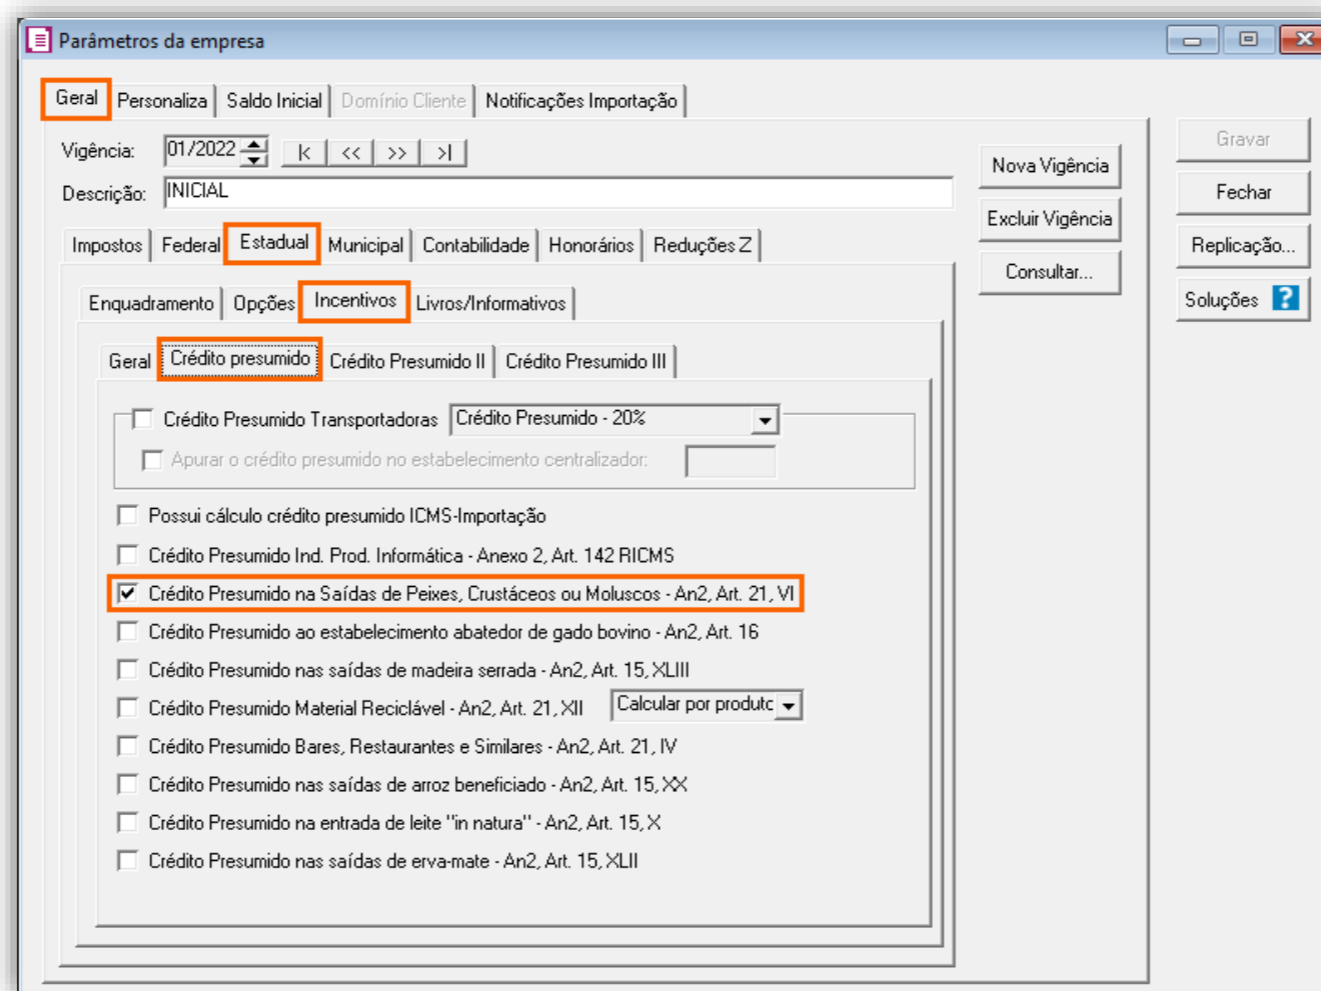 Parâmetros da empresa
Geral Personaliza Saldo Inicial Domínio Cliente Notificações Importação
Vigência: 01/2022 |< << >> >|
Descrição: INICIAL
Nova Vigência
Excluir Vigência
Consultar...
Gravar
Fechar
Replicação...
Soluções ?
Impostos Federal Estadual Municipal Contabilidade Honorários Reduções Z
Enquadramento Opções Incentivos Livros/Informativos
Geral Crédito presumido Crédito Presumido II Crédito Presumido III
Crédito Presumido Transportadoras Crédito Presumido - 20%
Apurar o crédito presumido no estabelecimento centralizador:
Possui cálculo crédito presumido ICMS-Importação
Crédito Presumido Ind. Prod. Informática - Anexo 2, Art. 142 RICMS
Crédito Presumido na Saídas de Peixes, Crustáceos ou Moluscos - An2, Art. 21, VI
Crédito Presumido ao estabelecimento abatedor de gado bovino - An2, Art. 16
Crédito Presumido nas saídas de madeira serrada - An2, Art. 15, XLIII
Crédito Presumido Material Reciclável - An2, Art. 21, XII Calcular por produtc
Crédito Presumido Bares, Restaurantes e Similares - An2, Art. 21, IV
Crédito Presumido nas saídas de arroz beneficiado - An2, Art. 15, XX
Crédito Presumido na entrada de leite "in natura" - An2, Art. 15, X
Crédito Presumido nas saídas de erva-mate - An2, Art. 15, XLII